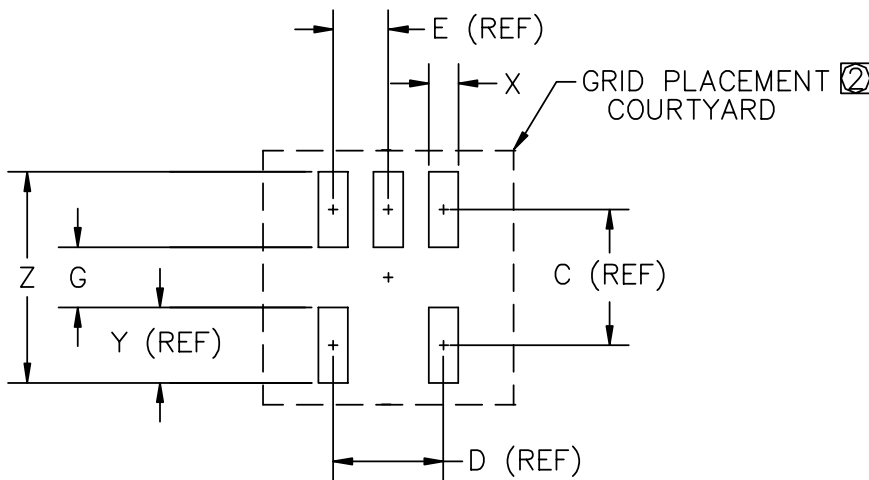 E (REF)
X
GRID PLACEMENT 2
COURTYARD
Z
G
C (REF)
Y (REF)
D (REF)